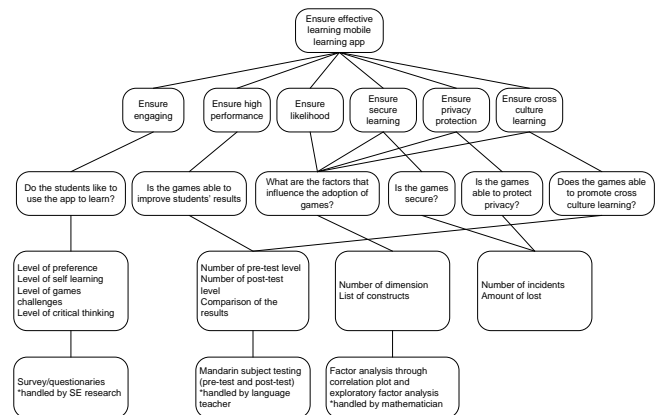 Ensure effective
learning mobile
learning app
Ensure
engaging
Ensure high
performance
Ensure
likelihood
Ensure
secure
learning
Ensure
privacy
protection
Ensure cross
culture
learning
Do the students like to
use the app to learn?
Is the games able to
improve students' results
What are the factors that
influence the adoption of
games?
Is the games
secure?
Is the games
able to protect
privacy?
Does the games able
to promote cross
culture learning?
Level of preference
Level of self learning
Level of games
challenges
Level of critical thinking
Number of pre-test level
Number of post-test
level
Comparison of the
results
Number of dimension
List of constructs
Number of incidents
Amount of lost
Survey/questionaries
*handled by SE research
Mandarin subject testing
(pre-test and post-test)
*handled by language
teacher
Factor analysis through
correlation plot and
exploratory factor analysis
*handled by mathematician